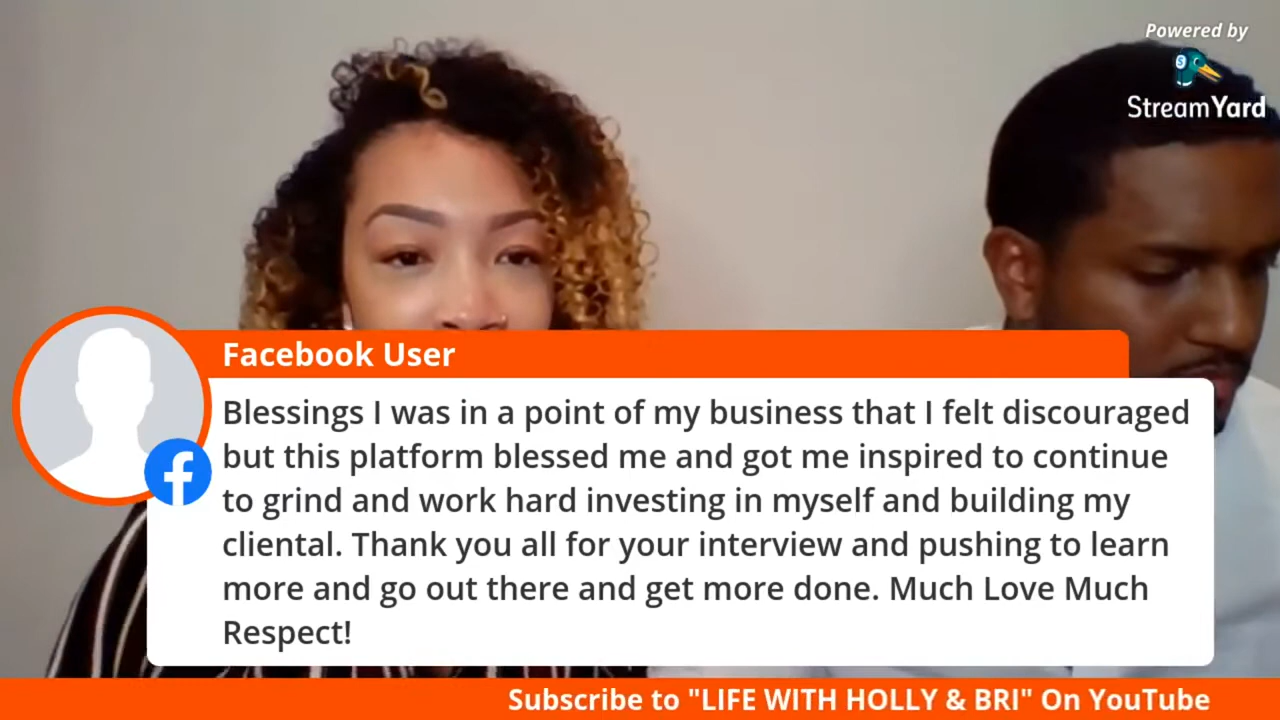 Powered by
StreamYard
Facebook User
Blessings I was in a point of my business that I felt discouraged
but this platform blessed me and got me inspired to continue
to grind and work hard investing in myself and building my
cliental. Thank you all for your interview and pushing to learn
more and go out there and get more done. Much Love Much
Respect!
Subscribe to "LIFE WITH HOLLY & BRI" On YouTube